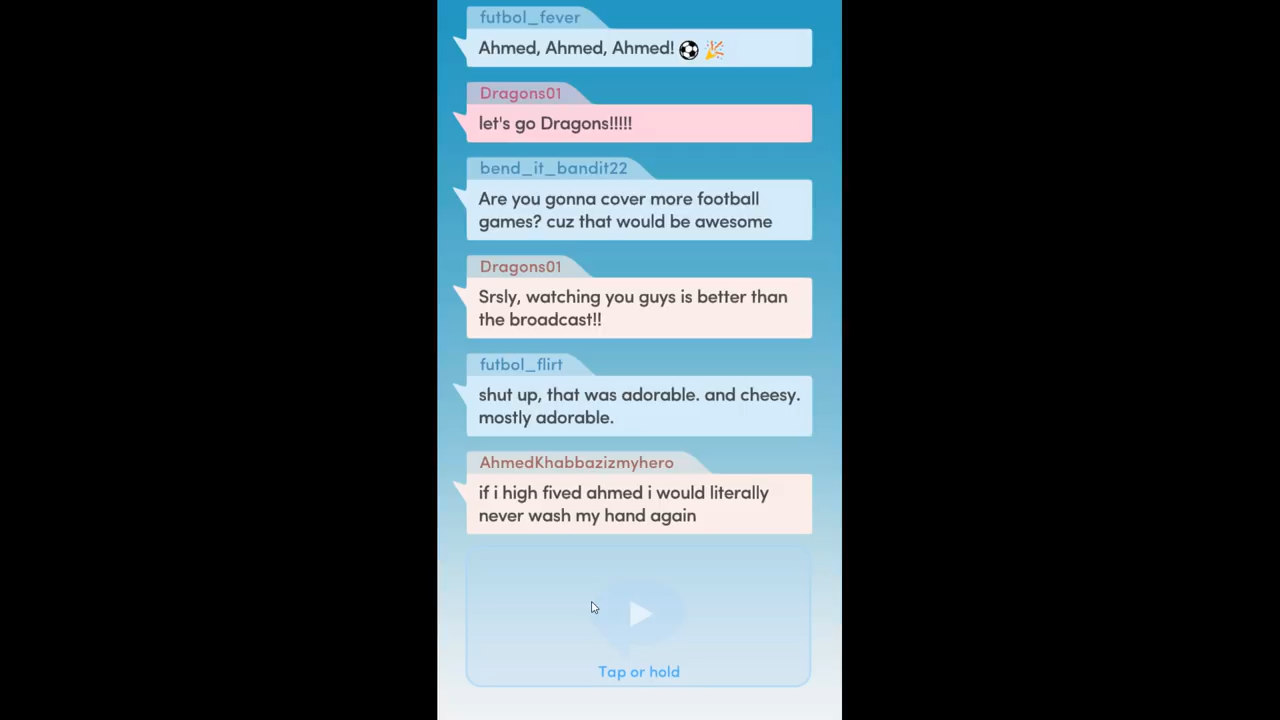 futbol_fever
Ahmed, Ahmed, Ahmed! ⚽ 🎉
Dragons01
let's go Dragons!!!!!
bend_it_bandit22
Are you gonna cover more football
games? cuz that would be awesome
Dragons01
Srsly, watching you guys is better than
the broadcast!!
futbol_flirt
shut up, that was adorable. and cheesy.
mostly adorable.
AhmedKhabbazizmyhero
if i high fived ahmed i would literally
never wash my hand again
Tap or hold